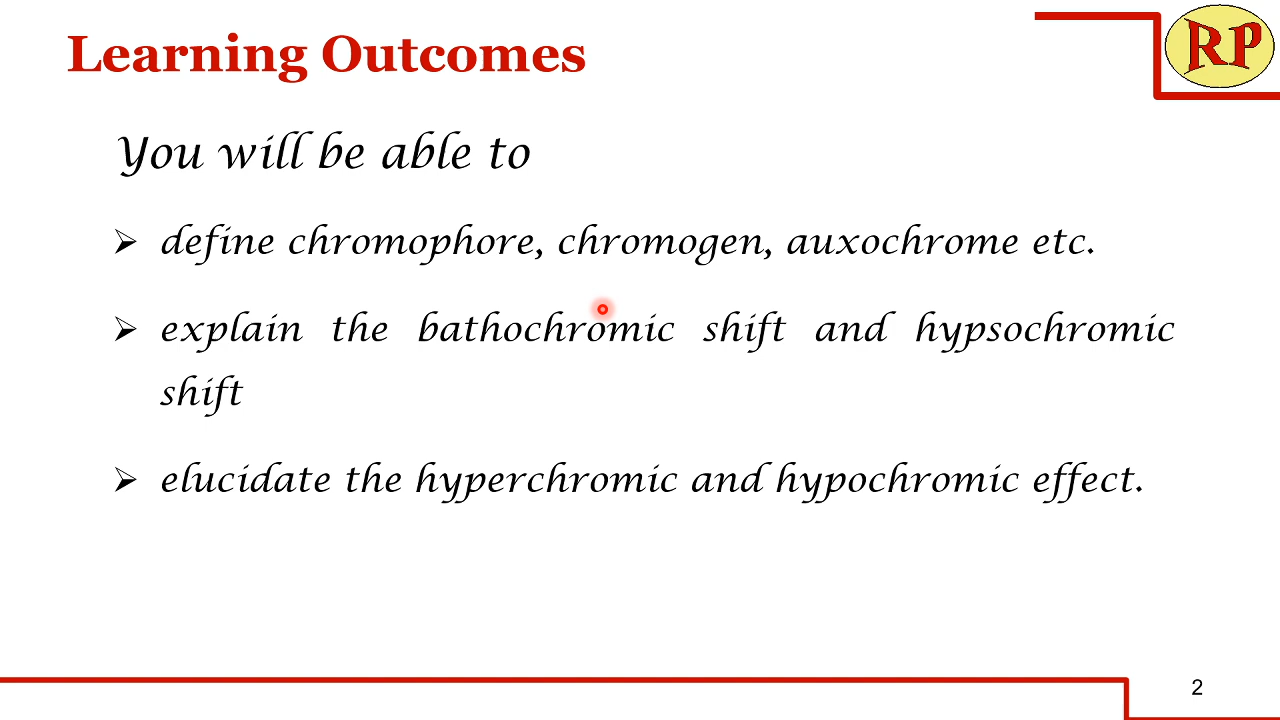 Learning Outcomes
RP
You will be able to
➢ define chromophore, chromogen, auxochrome etc.
➢ explain the bathochromic shift and hypsochromic
shift
➢ elucidate the hyperchromic and hypochromic effect.
2